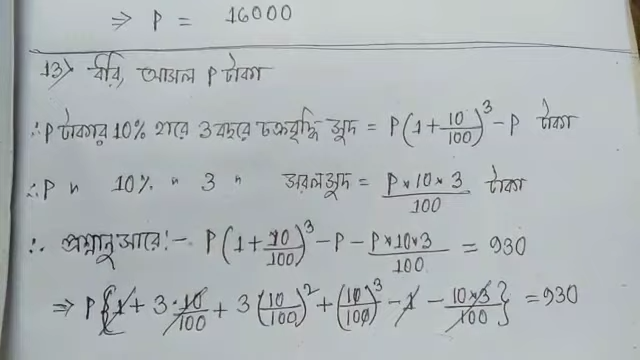 ⇒ P = 16000
13) ধরি, আসল P টাকা
∴ P টাকার 10% হারে 3 বছরে চক্রবৃদ্ধি সুদ = P(1+10/100)^3 - P টাকা
∴ P " 10% " 3 " সরলসুদ = P×10×3/100 টাকা
∴ প্রশ্নানুসারে:- P(1+10/100)^3 - P - P×10×3/100 = 930
⇒ P{1 + 3·10/100 + 3(10/100)^2 + (10/100)^3 - 1 - 10×3/100} = 930